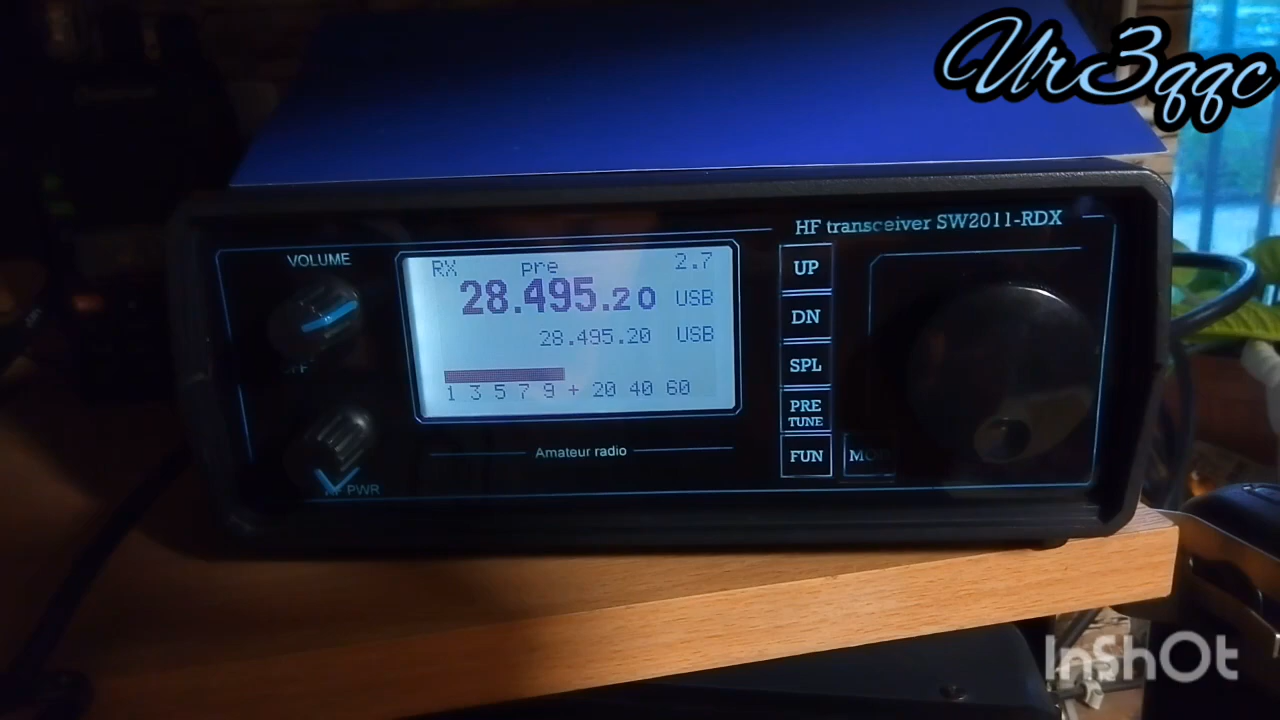 Ur3qqc
HF transceiver SW2011-RDX
VOLUME
RX pre 2.7
28.495.20 USB
28.495.20 USB
1 3 5 7 9 + 20 40 60
UP
DN
SPL
PRE
TUNE
FUN
Amateur radio
PWR
InShOt